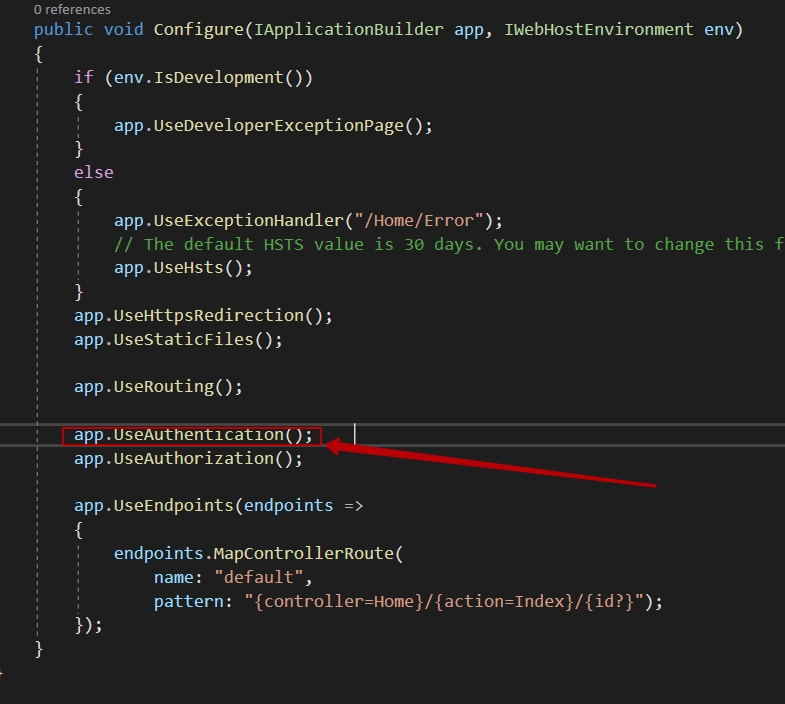 0 references
public void Configure(IApplicationBuilder app, IWebHostEnvironment env)
{
if (env.IsDevelopment())
{
app.UseDeveloperExceptionPage();
}
else
{
app.UseExceptionHandler("/Home/Error");
// The default HSTS value is 30 days. You may want to change this f
app.UseHsts();
}
app.UseHttpsRedirection();
app.UseStaticFiles();
app.UseRouting();
app.UseAuthentication();
app.UseAuthorization();
app.UseEndpoints(endpoints =>
{
endpoints.MapControllerRoute(
name: "default",
pattern: "{controller=Home}/{action=Index}/{id?}");
});
}